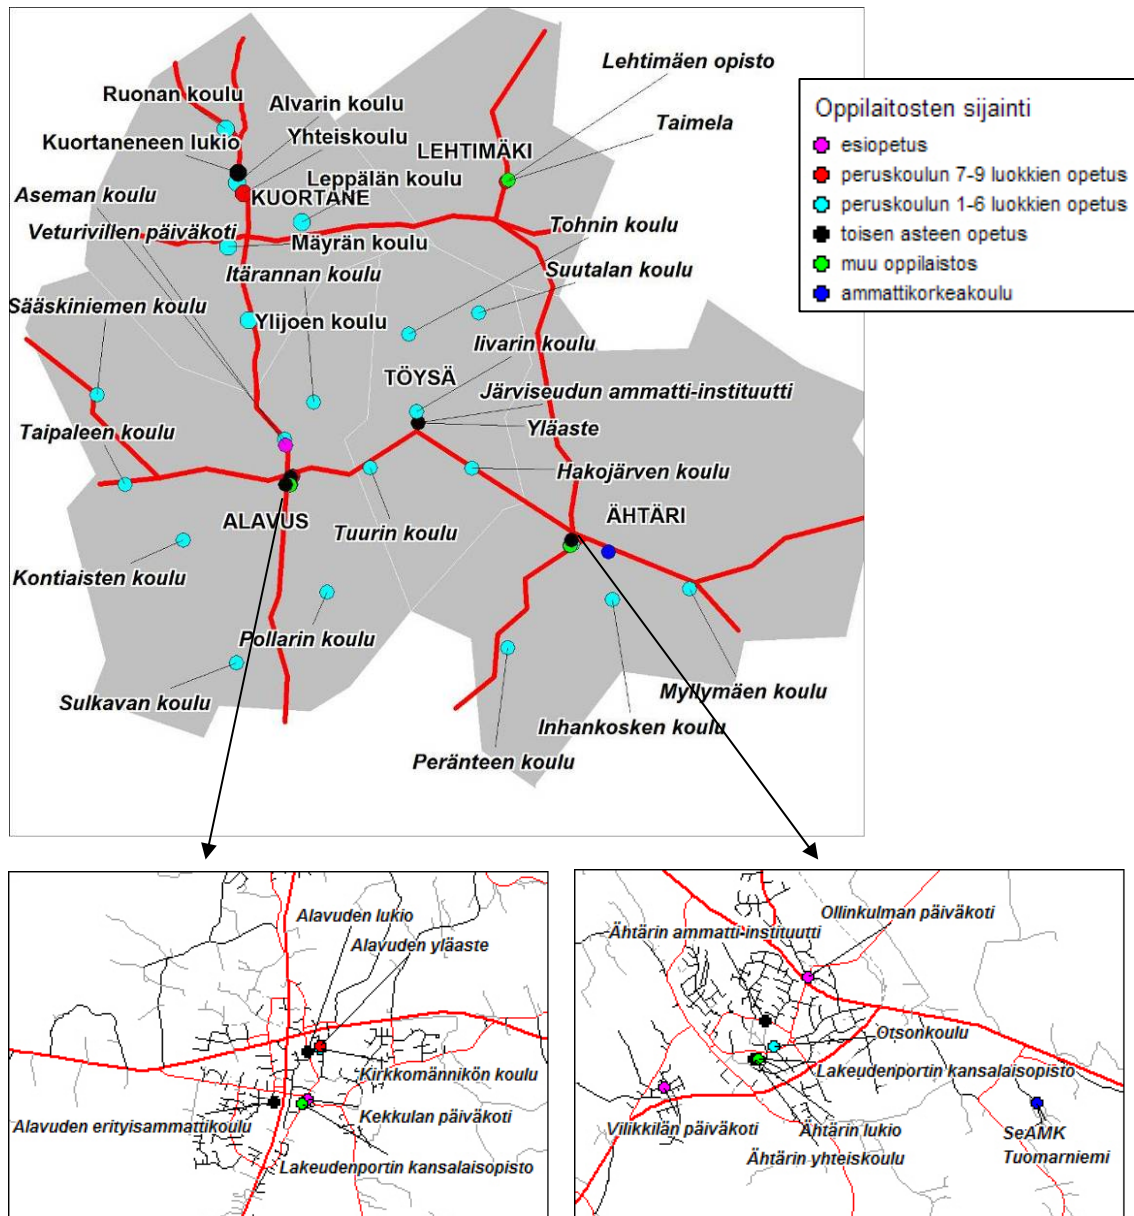 Lehtimäen opisto
Ruonan koulu
Alvarin koulu
Kuortaneneen lukio
Yhteiskoulu
LEHTIMÄKI
Taimela
Leppälän koulu
Aseman koulu
KUORTANE
Veturivillen päiväkoti
Mäyrän koulu
Tohnin koulu
Itärannan koulu
Suutalan koulu
Sääskiniemen koulu
Ylijoen koulu
Iivarin koulu
TÖYSÄ
Järviseudun ammatti-instituutti
Yläaste
Taipaleen koulu
Hakojärven koulu
ALAVUS
ÄHTÄRI
Tuurin koulu
Kontiaisten koulu
Pollarin koulu
Sulkavan koulu
Myllymäen koulu
Inhankosken koulu
Peränteen koulu
Oppilaitosten sijainti
esiopetus
peruskoulun 7-9 luokkien opetus
peruskoulun 1-6 luokkien opetus
toisen asteen opetus
muu oppilaistos
ammattikorkeakoulu
Alavuden lukio
Alavuden yläaste
Kirkkomännikön koulu
Kekkulan päiväkoti
Alavuden erityisammattikoulu
Lakeudenportin kansalaisopisto
Ollinkulman päiväkoti
Ähtärin ammatti-instituutti
Otsonkoulu
Lakeudenportin kansalaisopisto
Vilikkilän päiväkoti
Ähtärin lukio
Ähtärin yhteiskoulu
SeAMK
Tuomarniemi